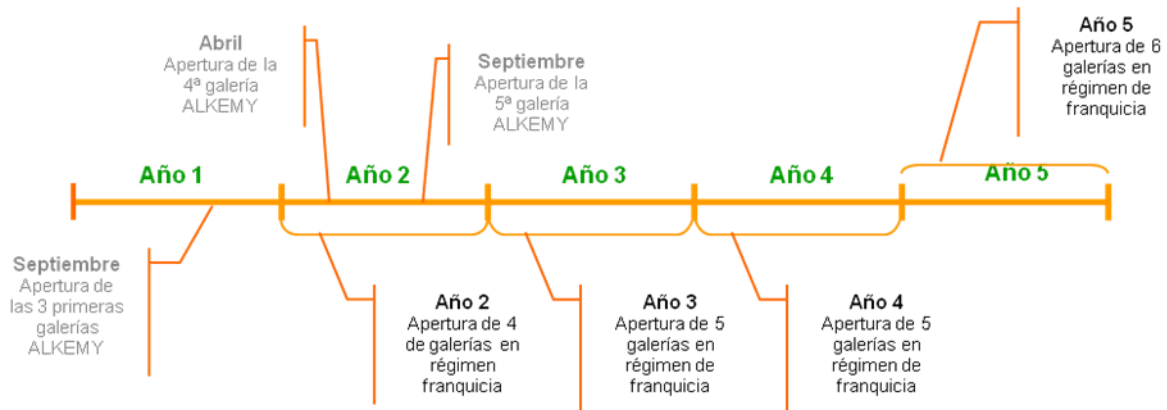 Abril
Apertura de la
4ª galería
ALKEMY
Septiembre
Apertura de la
5ª galería
ALKEMY
Año 5
Apertura de 6
galerías en
régimen de
franquicia
Año 1
Año 2
Año 3
Año 4
Año 5
Septiembre
Apertura de
las 3 primeras
galerías
ALKEMY
Año 2
Apertura de 4
de galerías en
régimen
franquicia
Año 3
Apertura de 5
galerías en
régimen de
franquicia
Año 4
Apertura de 5
galerías en
régimen de
franquicia